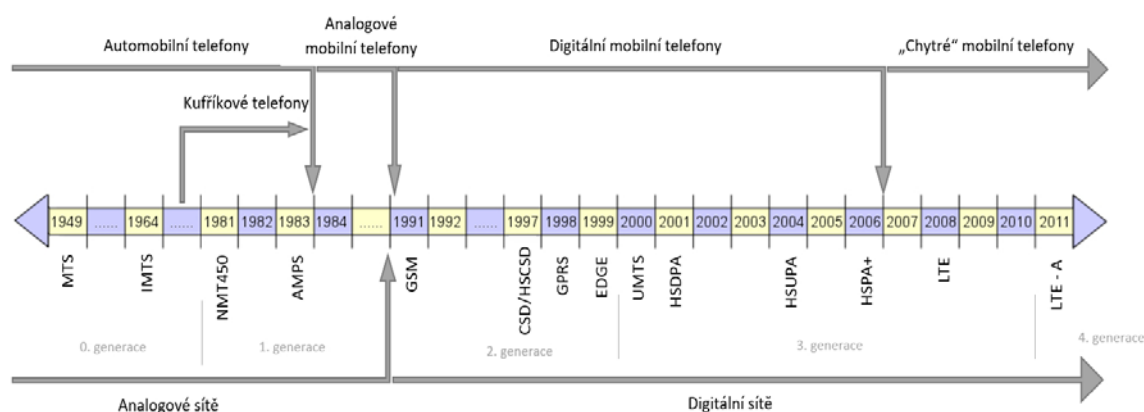 Automobilní telefony
Analogové
mobilní telefony
Digitální mobilní telefony
„Chytré“ mobilní telefony
Kufříkové telefony
1949 ...... 1964 ...... 1981 1982 1983 1984 ...... 1991 1992 ...... 1997 1998 1999 2000 2001 2002 2003 2004 2005 2006 2007 2008 2009 2010 2011
MTS
IMTS
NMT450
AMPS
GSM
CSD/HSCSD
GPRS
EDGE
UMTS
HSDPA
HSUPA
HSPA+
LTE
LTE - A
0. generace
1. generace
2. generace
3. generace
4. generace
Analogové sítě
Digitální sítě